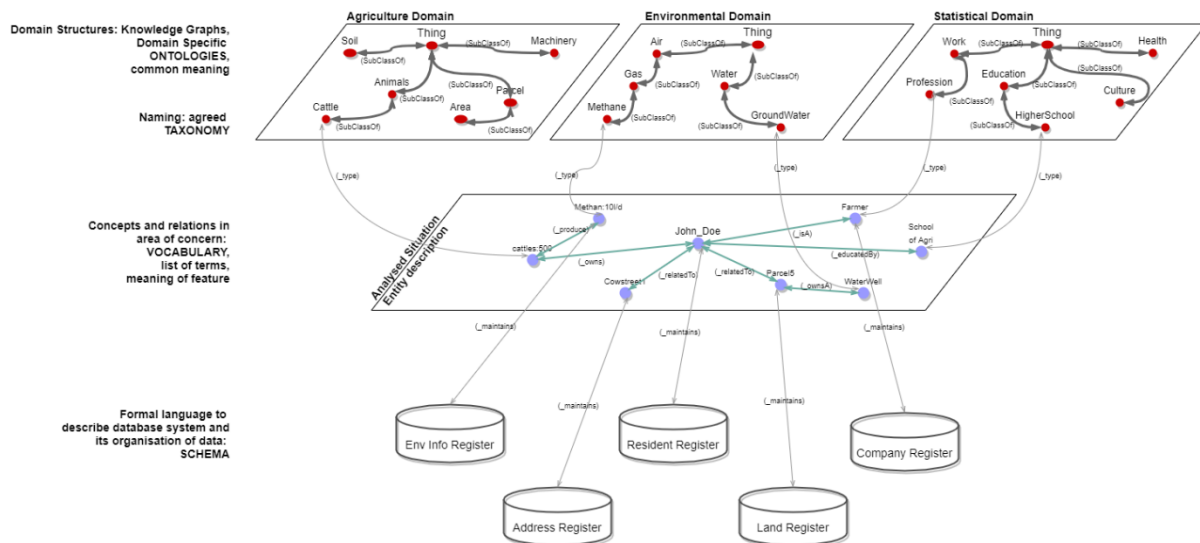 Domain Structures: Knowledge Graphs,
Domain Specific
ONTOLOGIES,
common meaning
Naming: agreed
TAXONOMY
Agriculture Domain
Soil
Thing
Machinery
(SubClassOf)
(SubClassOf)
Animals
(SubClassOf)
(SubClassOf)
Parcel
Cattle
Area
(SubClassOf)
(SubClassOf)
Environmental Domain
Air
Thing
(SubClassOf)
Gas
Water
(SubClassOf)
(SubClassOf)
Methane
GroundWater
(SubClassOf)
(SubClassOf)
Statistical Domain
Work
Thing
Health
(SubClassOf)
(SubClassOf)
Profession
Education
(SubClassOf)
(SubClassOf)
(SubClassOf)
Culture
HigherSchool
(SubClassOf)
(_type)
(_type)
(_type)
(_type)
(_type)
Concepts and relations in
area of concern:
VOCABULARY,
list of terms,
meaning of feature
Analysed Situation
Entity description
Methan:10l/d
(_produce)
cattles:500
(_owns)
John_Doe
Farmer
(_isA)
School
of Agri
(_educatedBy)
(_relatedTo)
(_relatedTo)
Parcel5
(_ownsA)
WaterWell
(_maintains)
(_maintains)
(_maintains)
(_maintains)
(_maintains)
Formal language to
describe database system and
its organisation of data:
SCHEMA
Env Info Register
Resident Register
Company Register
Address Register
Land Register